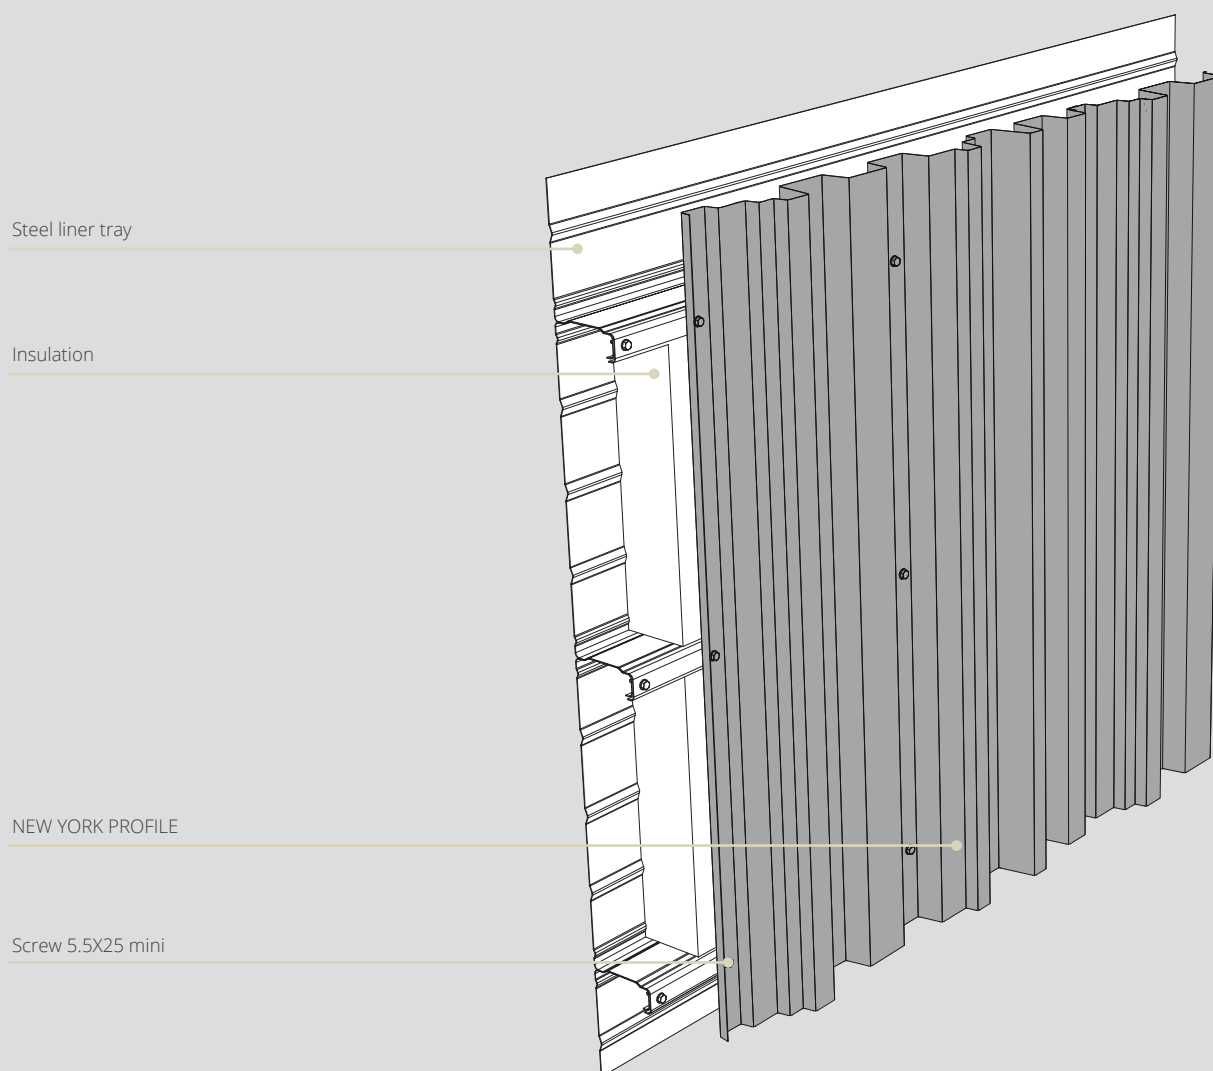 Steel liner tray
Insulation
NEW YORK PROFILE
Screw 5.5X25 mini